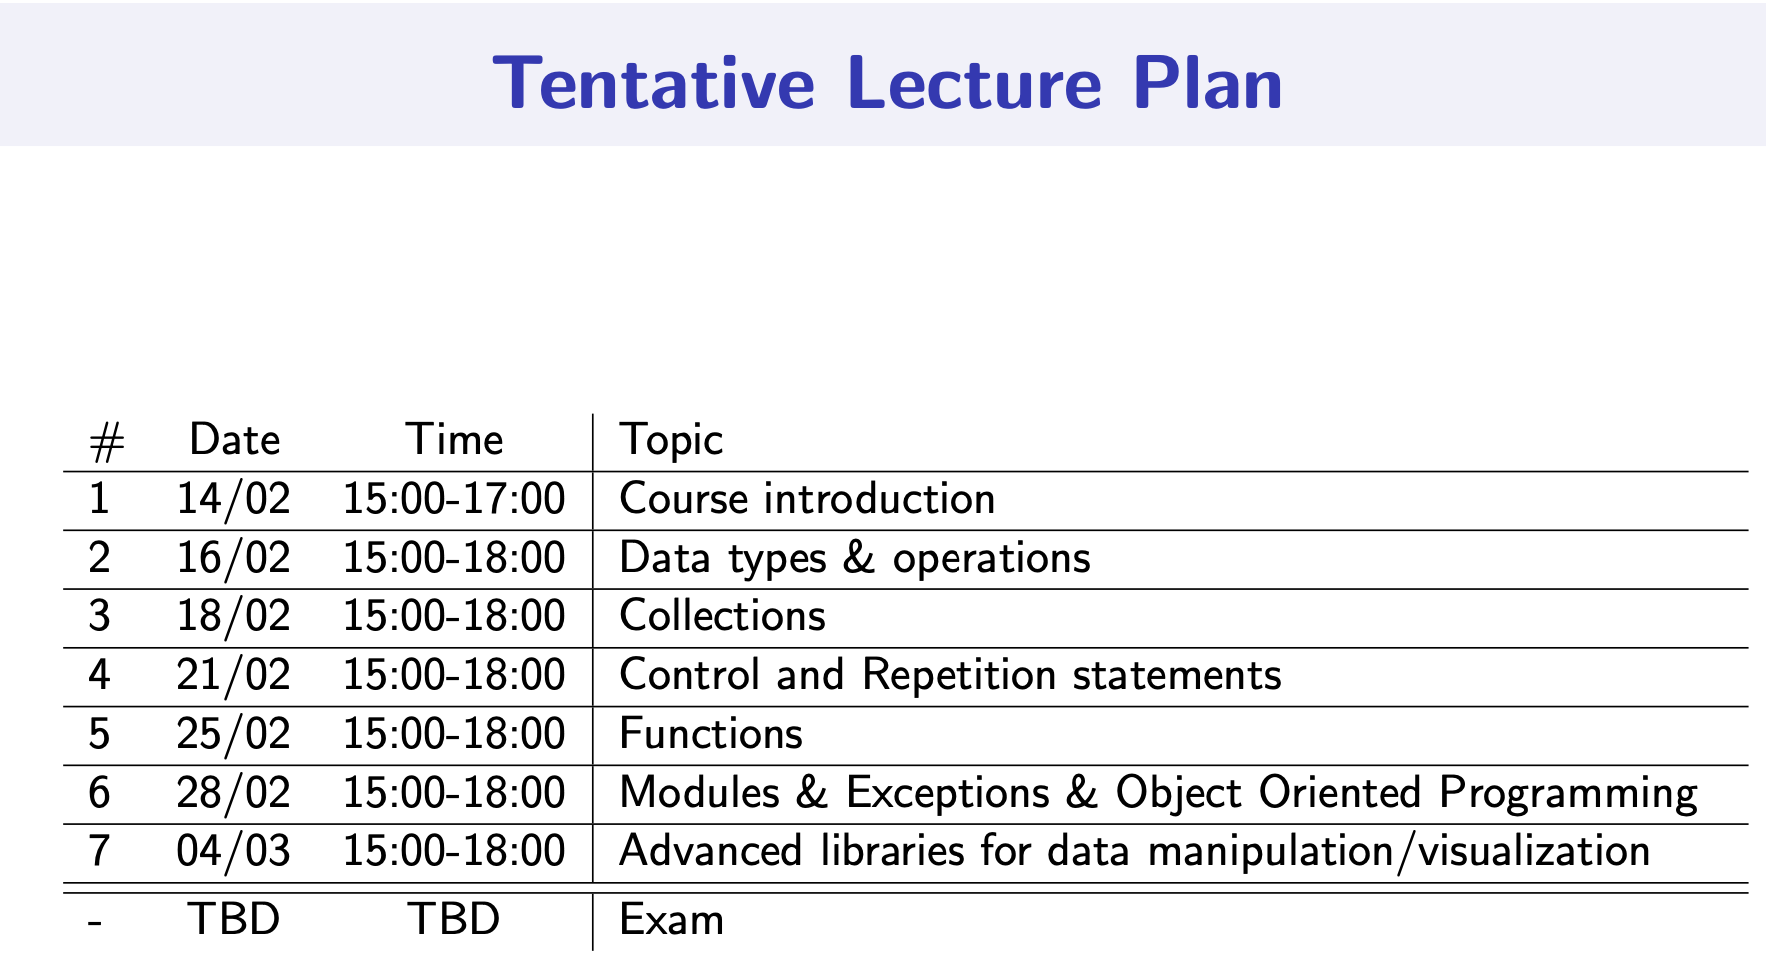 Tentative Lecture Plan
# Date Time Topic
1 14/02 15:00-17:00 Course introduction
2 16/02 15:00-18:00 Data types & operations
3 18/02 15:00-18:00 Collections
4 21/02 15:00-18:00 Control and Repetition statements
5 25/02 15:00-18:00 Functions
6 28/02 15:00-18:00 Modules & Exceptions & Object Oriented Programming
7 04/03 15:00-18:00 Advanced libraries for data manipulation/visualization
- TBD TBD Exam